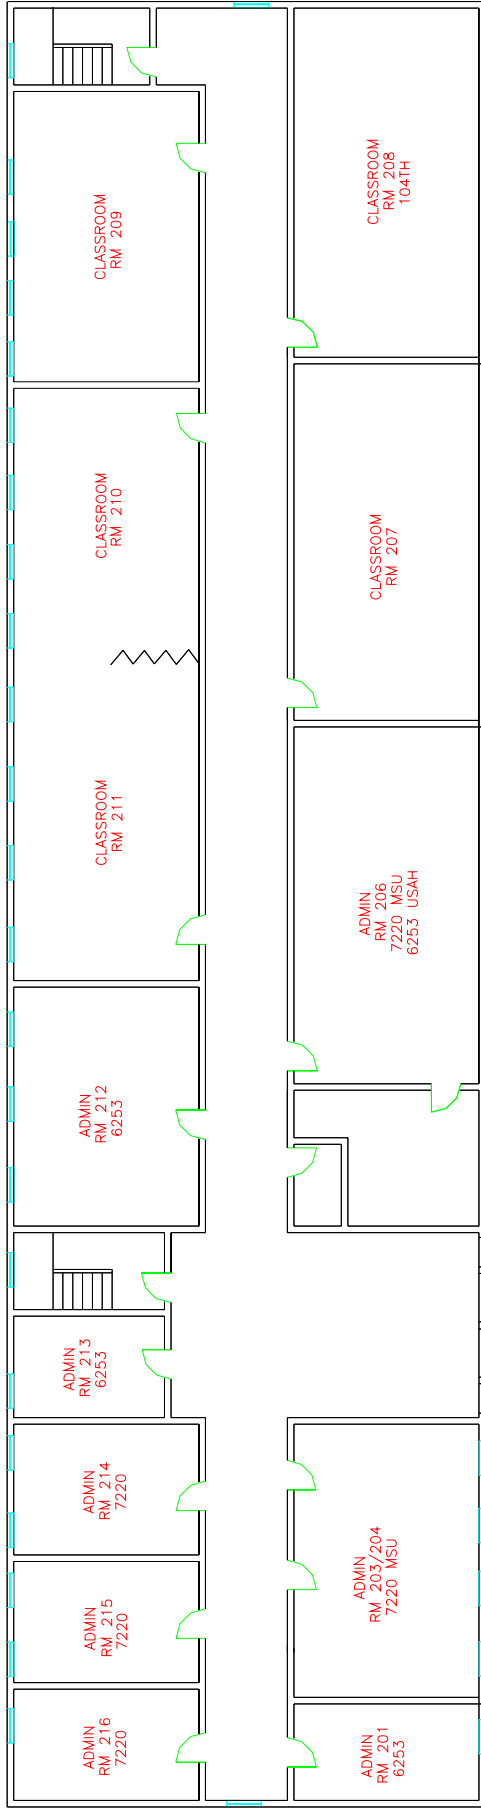 CLASSROOM
RM 208
104TH
CLASSROOM
RM 209
CLASSROOM
RM 210
CLASSROOM
RM 207
CLASSROOM
RM 211
ADMIN
RM 206
7220 MSU
6253 USAH
ADMIN
RM 212
6253
ADMIN
RM 213
6253
ADMIN
RM 214
7220
ADMIN
RM 203/204
7220 MSU
ADMIN
RM 215
7220
ADMIN
RM 216
7220
ADMIN
RM 201
6253